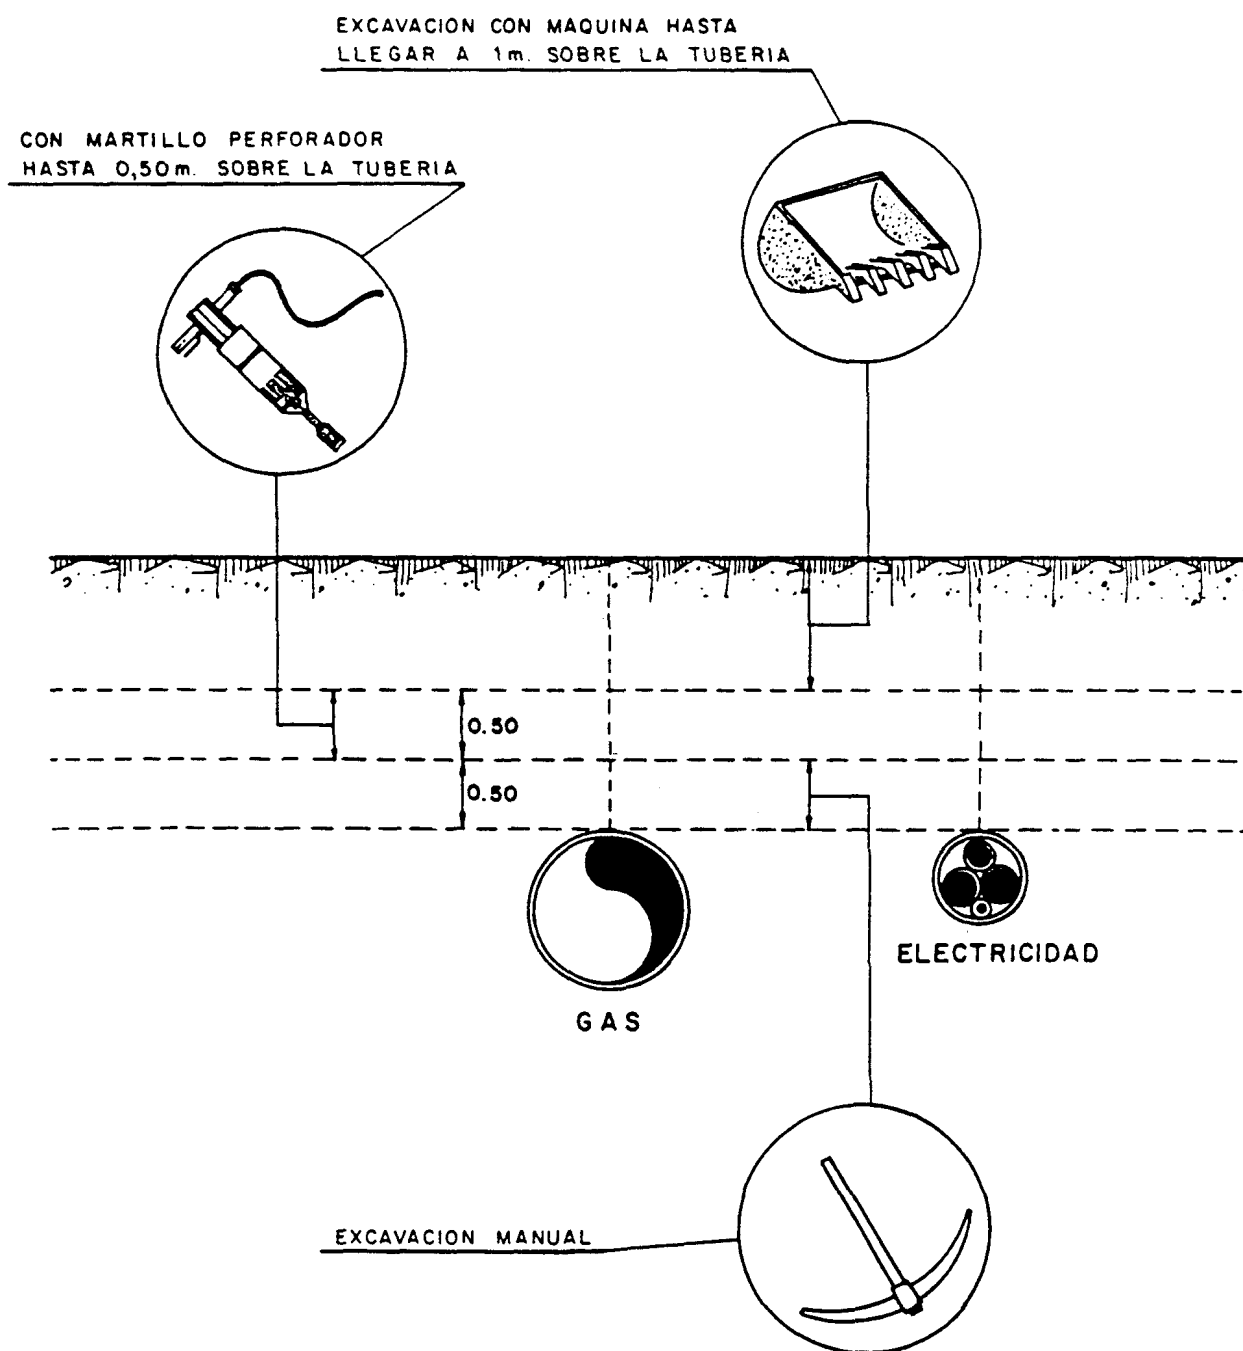 EXCAVACION CON MAQUINA HASTA
LLEGAR A 1m. SOBRE LA TUBERIA
CON MARTILLO PERFORADOR
HASTA 0,50m. SOBRE LA TUBERIA
0.50
0.50
ELECTRICIDAD
GAS
EXCAVACION MANUAL